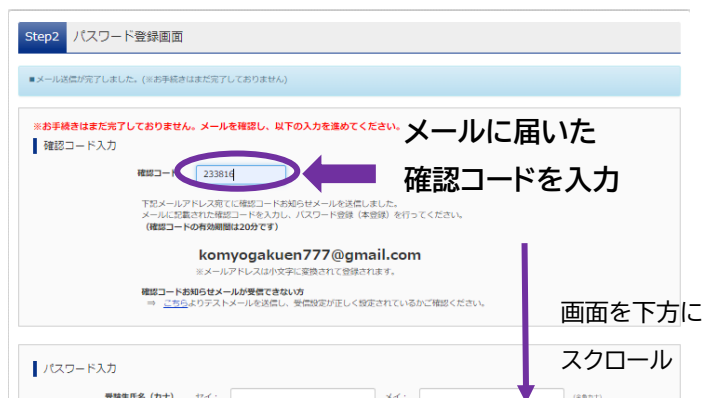 Step2 パスワード登録画面
■メール送信が完了しました。(※お手続きはまだ完了しておりません)
※お手続きはまだ完了しておりません。メールを確認し、以下の入力を進めてください。
メールに届いた
確認コード入力
確認コード 233816
確認コードを入力
下記メールアドレス宛てに確認コードお知らせメールを送信しました。
メールに記載された確認コードを入力し、パスワード登録(本登録)を行ってください。
(確認コードの有効期間は20分です)
komyogakuen777@gmail.com
※メールアドレスは小文字に変換されて登録されます。
確認コードお知らせメールが受信できない方
⇒ こちらよりテストメールを送信し、受信設定が正しく設定されているかご確認ください。
画面を下方に
スクロール
パスワード入力
受験生氏名(カナ) セイ: メイ: (全角カナ)